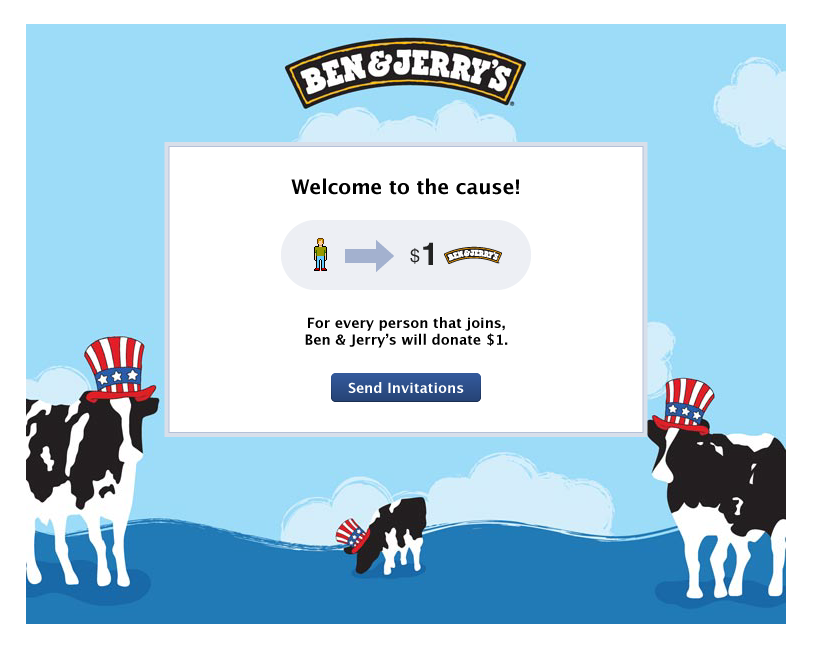 BEN & JERRY'S
Welcome to the cause!
$1 BEN & JERRY'S
For every person that joins,
Ben & Jerry's will donate $1.
Send Invitations